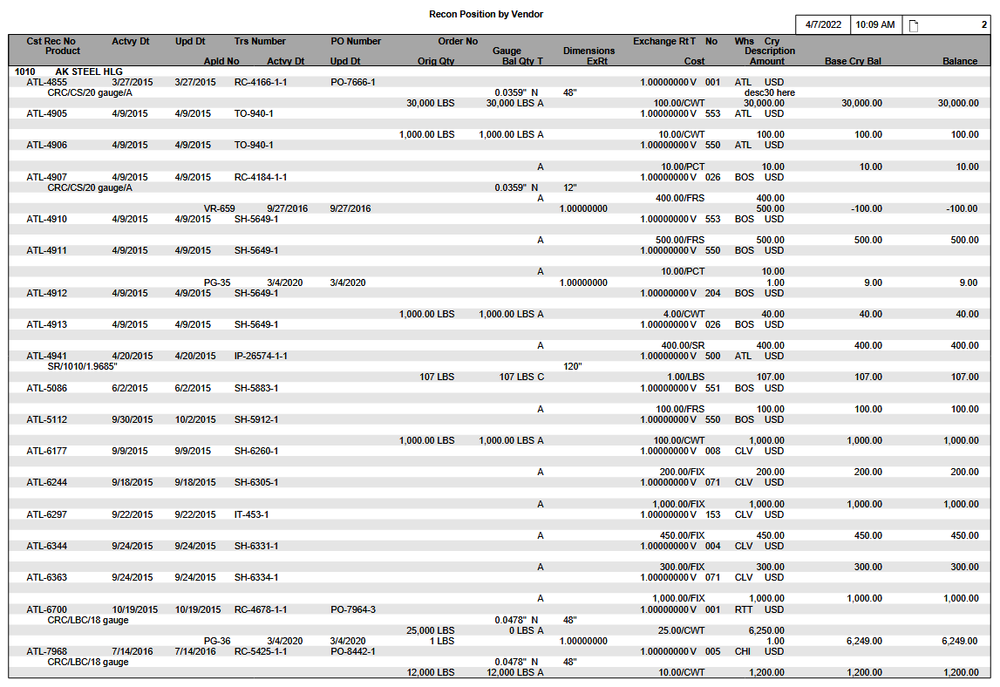 Recon Position by Vendor
4/7/2022 10:09 AM 2
Cst Rec No Actvy Dt Upd Dt Trs Number PO Number Order No Exchange Rt T No Whs Cry
Product Gauge Dimensions Description
Apld No Actvy Dt Upd Dt Orig Qty Bal Qty T ExRt Cost Amount Base Cry Bal Balance
1010 AK STEEL HLG
ATL-4855 3/27/2015 3/27/2015 RC-4166-1-1 PO-7666-1 1.00000000 V 001 ATL USD
CRC/CS/20 gauge/A 0.0359" N 48" desc30 here
30,000 LBS 30,000 LBS A 100.00/CWT 30,000.00 30,000.00 30,000.00
ATL-4905 4/9/2015 4/9/2015 TO-940-1 1.00000000 V 553 ATL USD
1,000.00 LBS 1,000.00 LBS A 10.00/CWT 100.00 100.00 100.00
ATL-4906 4/9/2015 4/9/2015 TO-940-1 1.00000000 V 550 ATL USD
A 10.00/PCT 10.00 10.00 10.00
ATL-4907 4/9/2015 4/9/2015 RC-4184-1-1 1.00000000 V 026 BOS USD
CRC/CS/20 gauge/A 0.0359" N 12"
A 400.00/FRS 400.00
VR-659 9/27/2016 9/27/2016 1.00000000 500.00 -100.00 -100.00
ATL-4910 4/9/2015 4/9/2015 SH-5649-1 1.00000000 V 553 BOS USD
A 500.00/FRS 500.00 500.00 500.00
ATL-4911 4/9/2015 4/9/2015 SH-5649-1 1.00000000 V 550 BOS USD
A 10.00/PCT 10.00
PG-35 3/4/2020 3/4/2020 1.00000000 1.00 9.00 9.00
ATL-4912 4/9/2015 4/9/2015 SH-5649-1 1.00000000 V 204 BOS USD
1,000.00 LBS 1,000.00 LBS A 4.00/CWT 40.00 40.00 40.00
ATL-4913 4/9/2015 4/9/2015 SH-5649-1 1.00000000 V 026 BOS USD
A 400.00/SR 400.00 400.00 400.00
ATL-4941 4/20/2015 4/20/2015 IP-26574-1-1 1.00000000 V 500 ATL USD
SR/1010/1.9685" 120"
107 LBS 107 LBS C 1.00/LBS 107.00 107.00 107.00
ATL-5086 6/2/2015 6/2/2015 SH-5883-1 1.00000000 V 551 BOS USD
A 100.00/FRS 100.00 100.00 100.00
ATL-5112 9/30/2015 10/2/2015 SH-5912-1 1.00000000 V 550 BOS USD
1,000.00 LBS 1,000.00 LBS A 100.00/CWT 1,000.00 1,000.00 1,000.00
ATL-6177 9/9/2015 9/9/2015 SH-6260-1 1.00000000 V 008 CLV USD
A 200.00/FIX 200.00 200.00 200.00
ATL-6244 9/18/2015 9/18/2015 SH-6305-1 1.00000000 V 071 CLV USD
A 1,000.00/FIX 1,000.00 1,000.00 1,000.00
ATL-6297 9/22/2015 9/22/2015 IT-453-1 1.00000000 V 153 CLV USD
A 450.00/FIX 450.00 450.00 450.00
ATL-6344 9/24/2015 9/24/2015 SH-6331-1 1.00000000 V 004 CLV USD
A 300.00/FIX 300.00 300.00 300.00
ATL-6363 9/24/2015 9/24/2015 SH-6334-1 1.00000000 V 071 CLV USD
A 1,000.00/FIX 1,000.00 1,000.00 1,000.00
ATL-6700 10/19/2015 10/19/2015 RC-4678-1-1 PO-7964-3 1.00000000 V 001 RTT USD
CRC/LBC/18 gauge 0.0478" N 48"
25,000 LBS 0 LBS A 25.00/CWT 6,250.00
PG-36 3/4/2020 3/4/2020 1 LBS 1.00000000 1.00 6,249.00 6,249.00
ATL-7968 7/14/2016 7/14/2016 RC-5425-1-1 PO-8442-1 1.00000000 V 005 CHI USD
CRC/LBC/18 gauge 0.0478" N 48"
12,000 LBS 12,000 LBS A 10.00/CWT 1,200.00 1,200.00 1,200.00